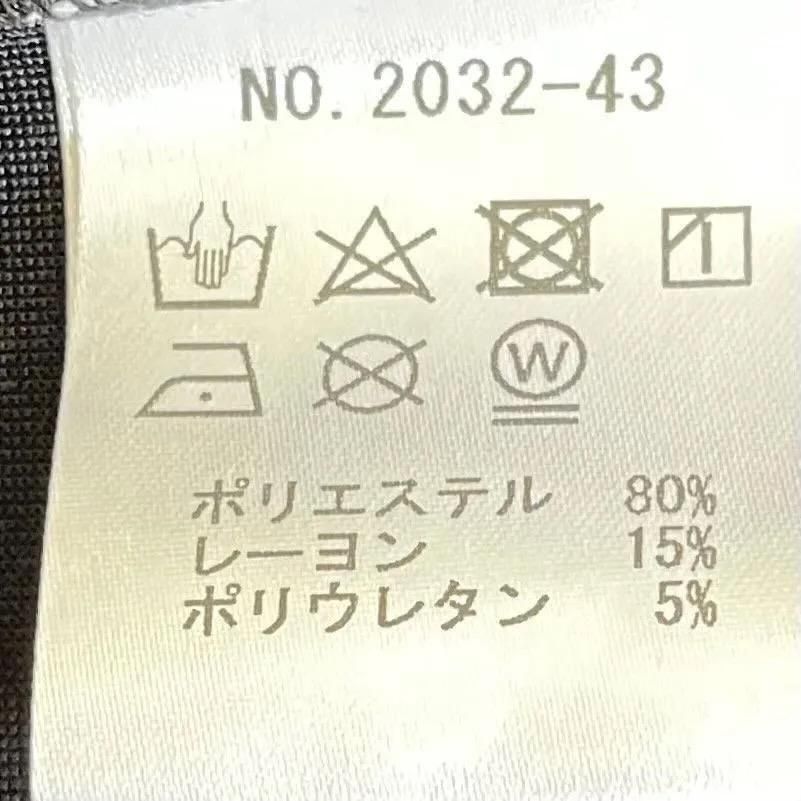 NO. 2032-43
W
ポリエステル 80%
レーヨン 15%
ポリウレタン 5%